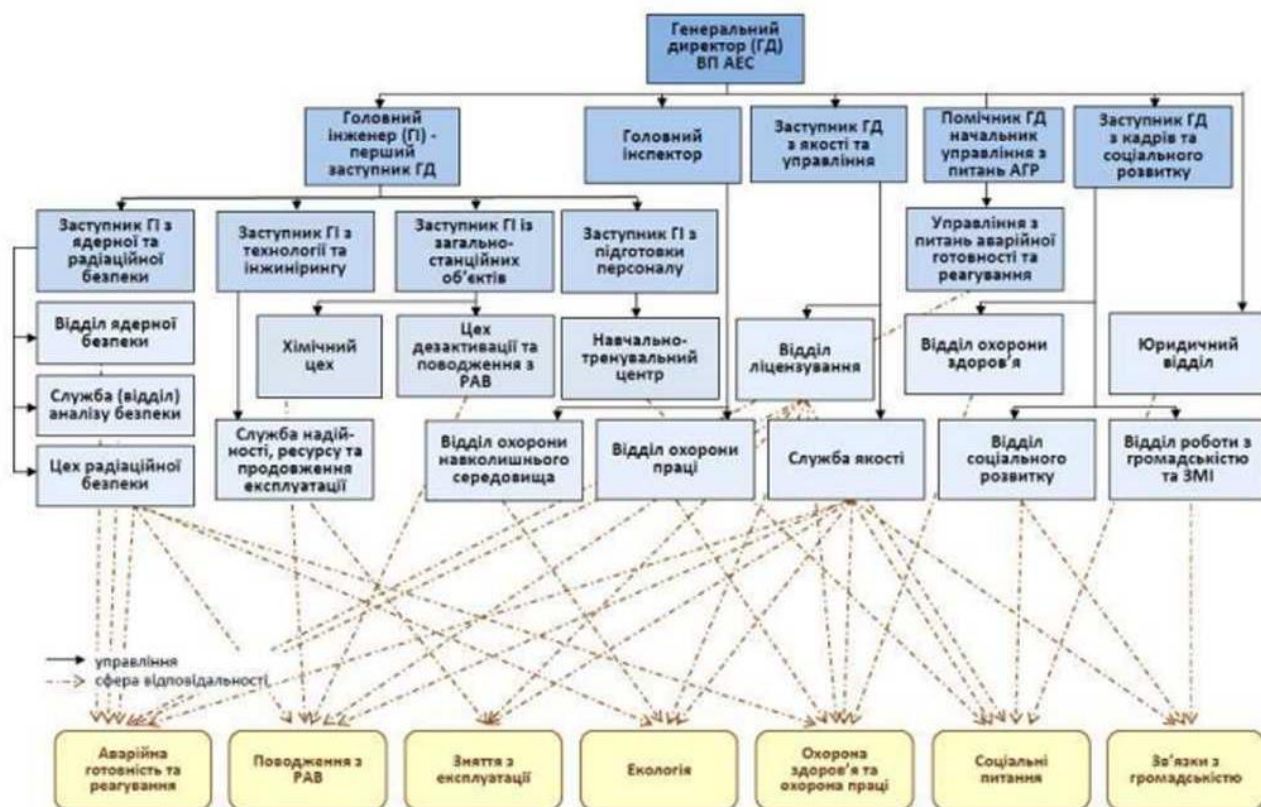 Генеральний
директор (ГД)
ВП АЕС
Головний
інженер (ГІ) -
перший
заступник ГД
Головний
інспектор
Заступник ГД
з якості та
управління
Помічник ГД
начальник
управління з
питань АГР
Заступник ГД
з кадрів та
соціального
розвитку
Заступник ГІ з
ядерної та
радіаційної
безпеки
Заступник ГІ з
технології та
інжинірингу
Заступник ГІ із
загально-
станційних
об'єктів
Заступник ГІ з
підготовки
персоналу
Управління з
питань аварійної
готовності та
реагування
Відділ ядерної
безпеки
Хімічний
цех
Цех
дезактивації та
поводження з
РАВ
Навчально-
тренувальний
центр
Відділ
ліцензування
Відділ охорони
здоров'я
Юридичний
відділ
Служба (відділ)
аналізу безпеки
Цех радіаційної
безпеки
Служба надій-
ності, ресурсу та
продовження
експлуатації
Відділ охорони
навколишнього
середовища
Відділ охорони
праці
Служба якості
Відділ
соціального
розвитку
Відділ роботи з
громадськістю
та ЗМІ
управління
сфера відповідальності
Аварійна
готовність та
реагування
Поводження з
РАВ
Зняття з
експлуатації
Екологія
Охорона
здоров'я та
охорона праці
Соціальні
питання
Зв'язки з
громадськістю